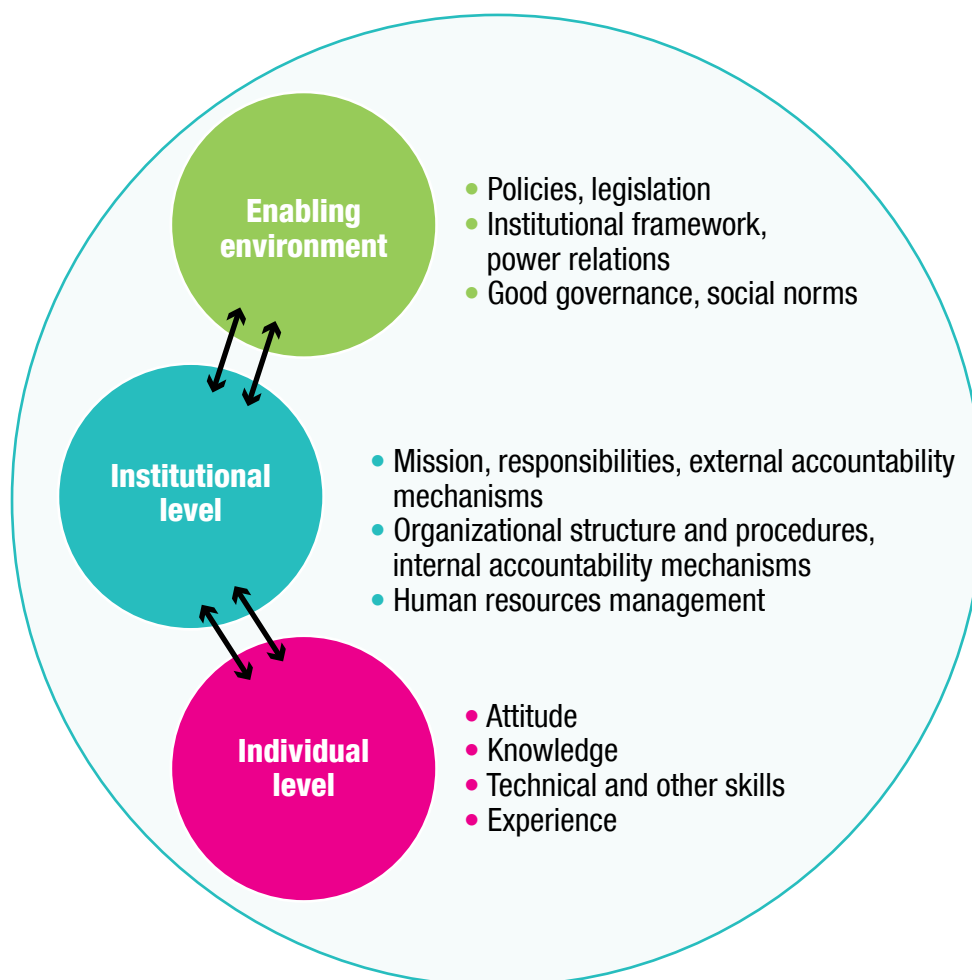 Enabling
environment
• Policies, legislation
• Institutional framework,
power relations
• Good governance, social norms
Institutional
level
• Mission, responsibilities, external accountability
mechanisms
• Organizational structure and procedures,
internal accountability mechanisms
• Human resources management
Individual
level
• Attitude
• Knowledge
• Technical and other skills
• Experience